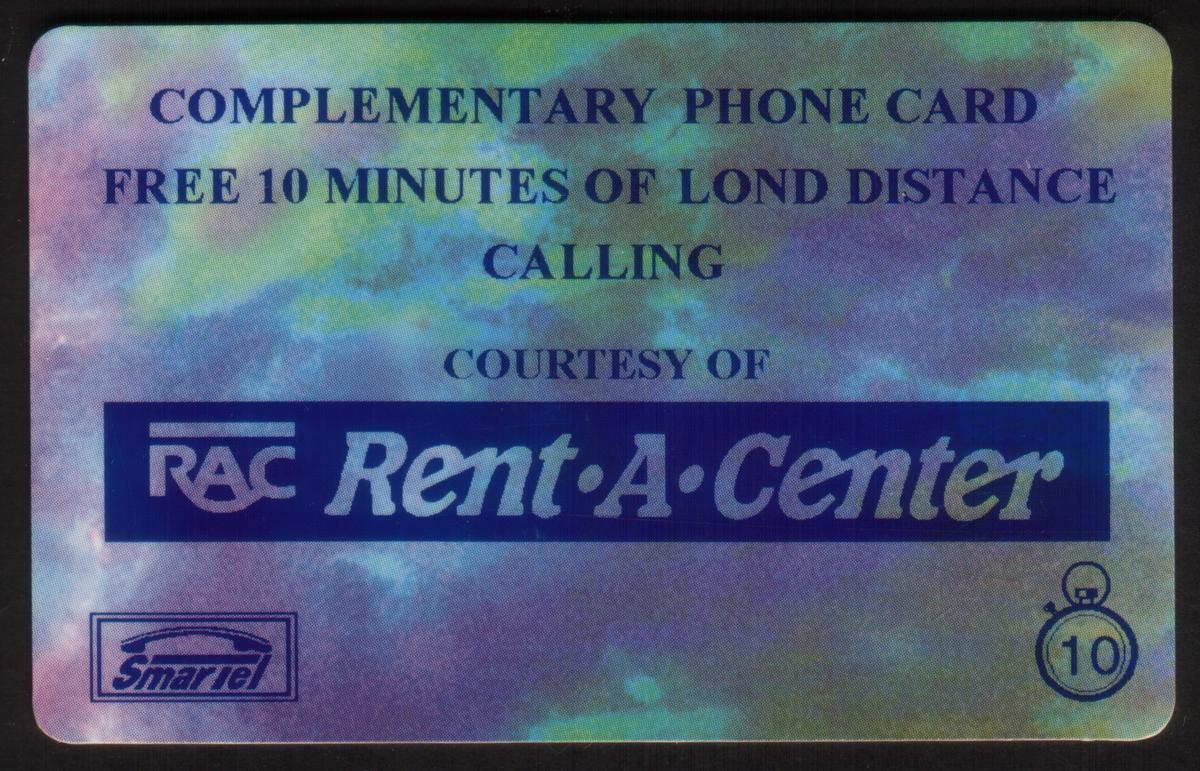 COMPLEMENTARY PHONE CARD
FREE 10 MINUTES OF LOND DISTANCE
CALLING
COURTESY OF
RAC Rent•A•Center
SmarTel
10